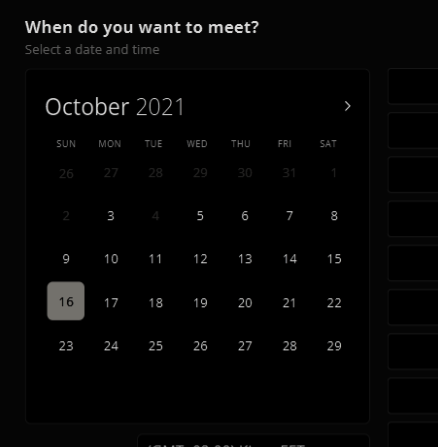 When do you want to meet?
Select a date and time
October 2021
SUN MON TUE WED THU FRI SAT
26 27 28 29 30 31 1
2 3 4 5 6 7 8
9 10 11 12 13 14 15
16 17 18 19 20 21 22
23 24 25 26 27 28 29